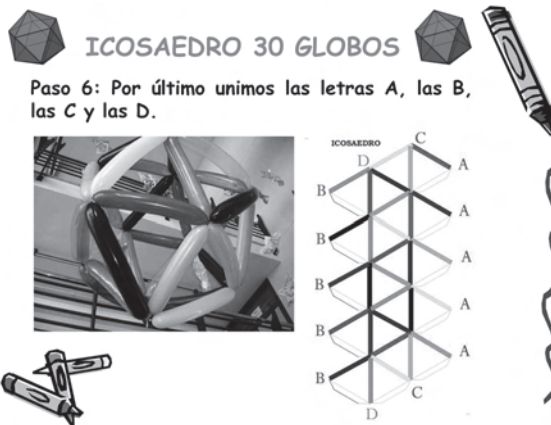 ICOSAEDRO 30 GLOBOS
Paso 6: Por último unimos las letras A, las B,
las C y las D.
ICOSAEDRO
C
D
A
B
A
B
A
B
A
B
A
B
C
D